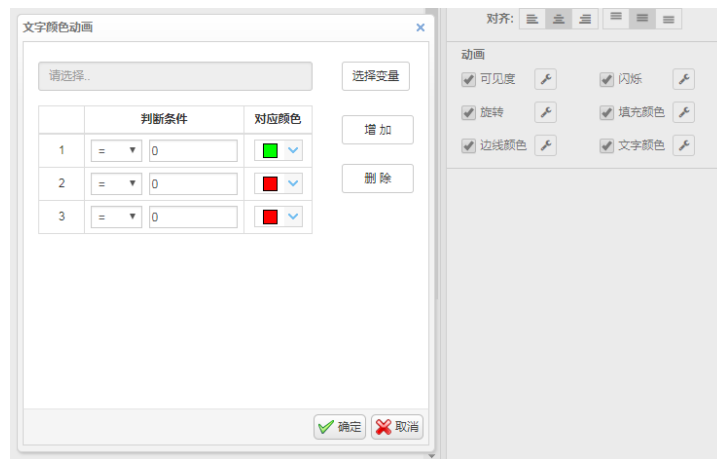 文字颜色动画
请选择..
选择变量
判断条件 对应颜色
增 加
1 = 0
2 = 0
删 除
3 = 0
确定 取消
对齐:
动画
可见度 闪烁
旋转 填充颜色
边线颜色 文字颜色